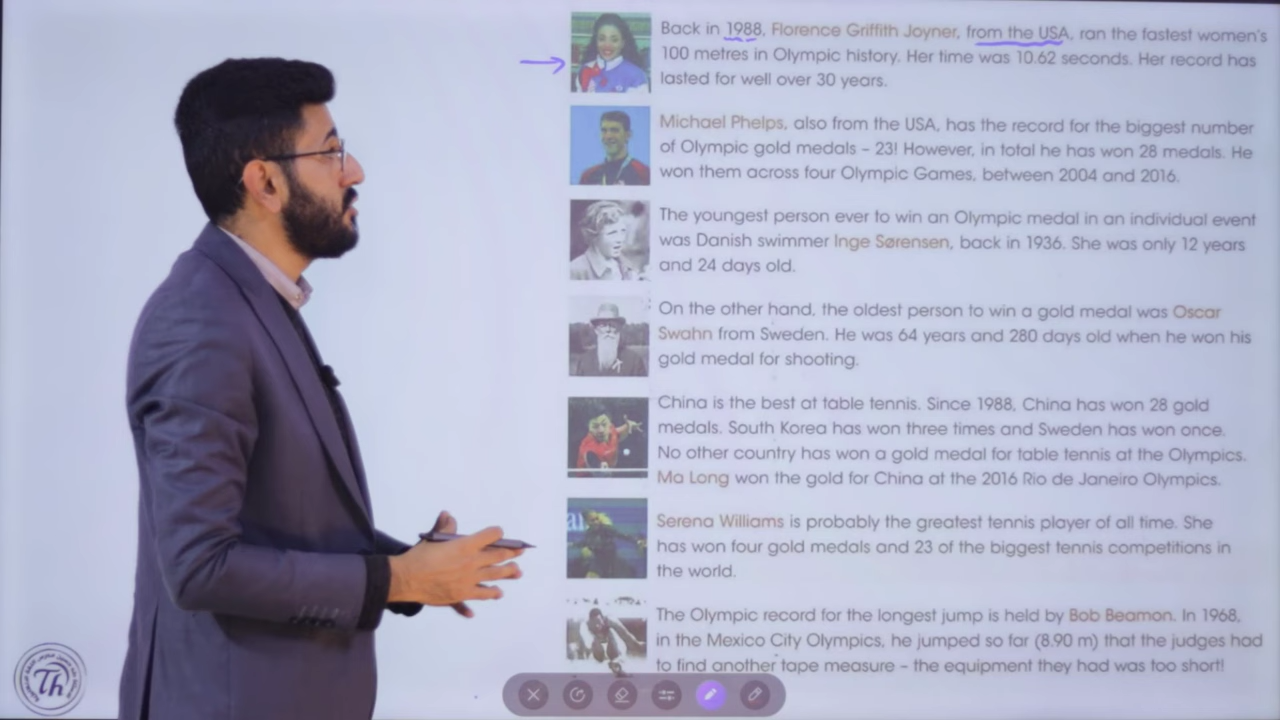 Back in 1988, Florence Griffith Joyner, from the USA, ran the fastest women's
100 metres in Olympic history. Her time was 10.62 seconds. Her record has
lasted for well over 30 years.
Michael Phelps, also from the USA, has the record for the biggest number
of Olympic gold medals – 23! However, in total he has won 28 medals. He
won them across four Olympic Games, between 2004 and 2016.
The youngest person ever to win an Olympic medal in an individual event
was Danish swimmer Inge Sørensen, back in 1936. She was only 12 years
and 24 days old.
On the other hand, the oldest person to win a gold medal was Oscar
Swahn from Sweden. He was 64 years and 280 days old when he won his
gold medal for shooting.
China is the best at table tennis. Since 1988, China has won 28 gold
medals. South Korea has won three times and Sweden has won once.
No other country has won a gold medal for table tennis at the Olympics.
Ma Long won the gold for China at the 2016 Rio de Janeiro Olympics.
Serena Williams is probably the greatest tennis player of all time. She
has won four gold medals and 23 of the biggest tennis competitions in
the world.
The Olympic record for the longest jump is held by Bob Beamon. In 1968,
in the Mexico City Olympics, he jumped so far (8.90 m) that the judges had
to find another tape measure – the equipment they had was too short!
Th